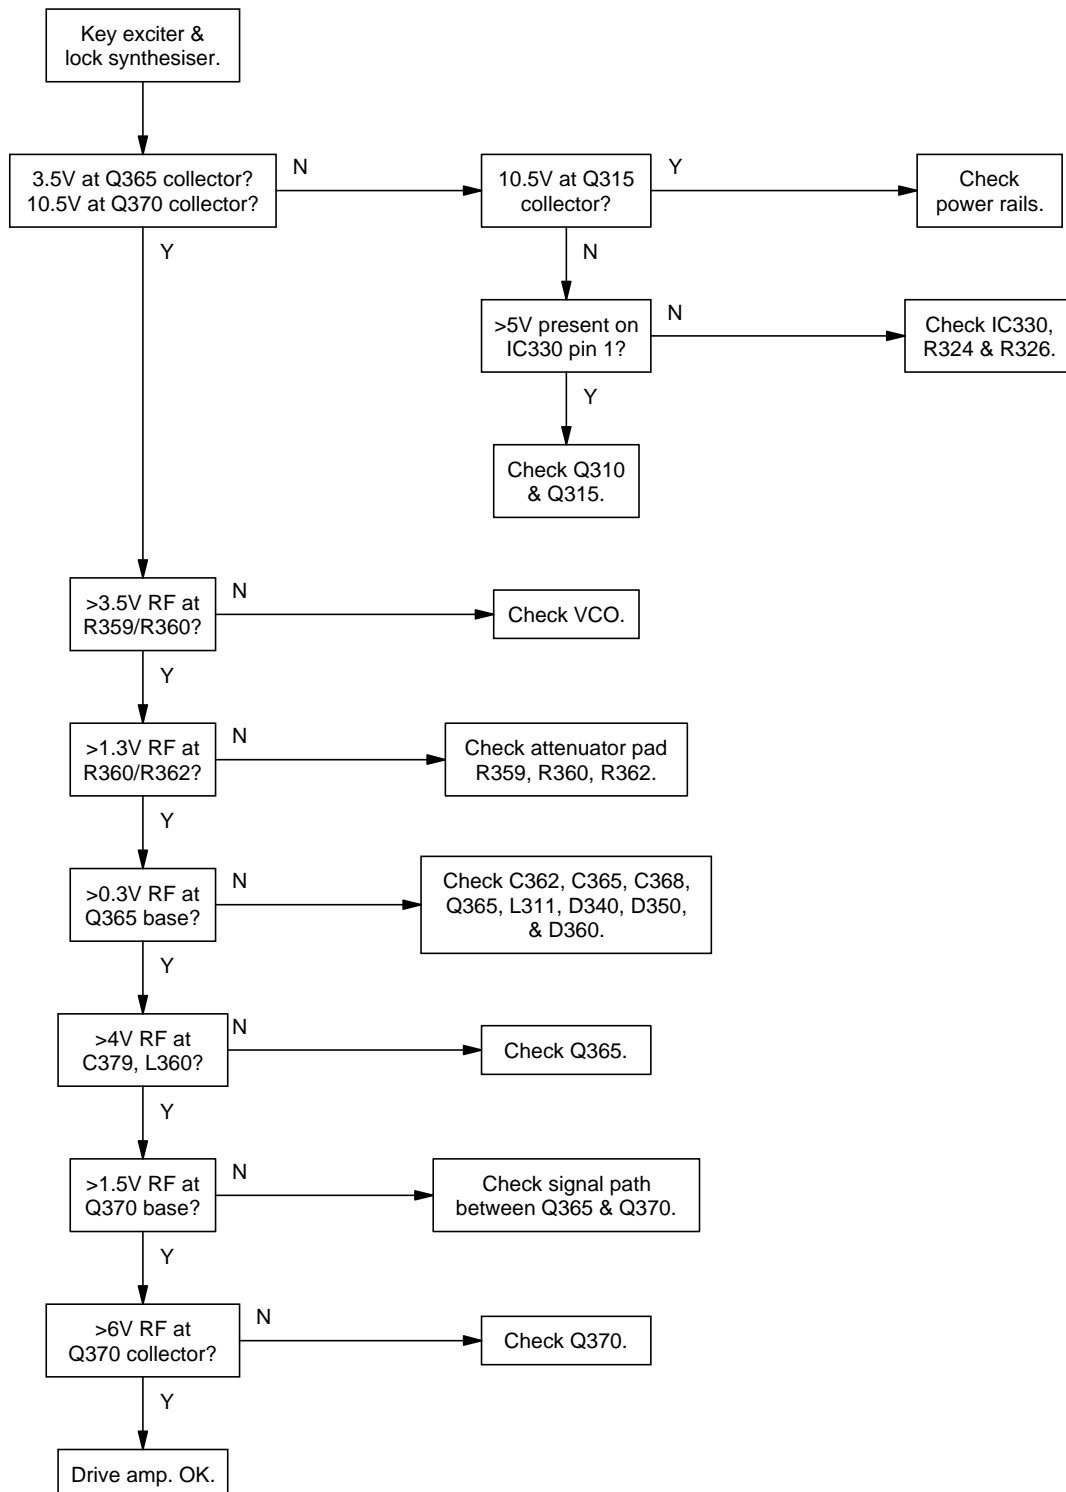 Key exciter &
lock synthesiser.
3.5V at Q365 collector?
10.5V at Q370 collector?
N
10.5V at Q315
collector?
Y
Check
power rails.
Y
N
>5V present on
IC330 pin 1?
N
Check IC330,
R324 & R326.
Y
Check Q310
& Q315.
>3.5V RF at
R359/R360?
N
Check VCO.
Y
>1.3V RF at
R360/R362?
N
Check attenuator pad
R359, R360, R362.
Y
>0.3V RF at
Q365 base?
N
Check C362, C365, C368,
Q365, L311, D340, D350,
& D360.
Y
>4V RF at
C379, L360?
N
Check Q365.
Y
>1.5V RF at
Q370 base?
N
Check signal path
between Q365 & Q370.
Y
>6V RF at
Q370 collector?
N
Check Q370.
Y
Drive amp. OK.